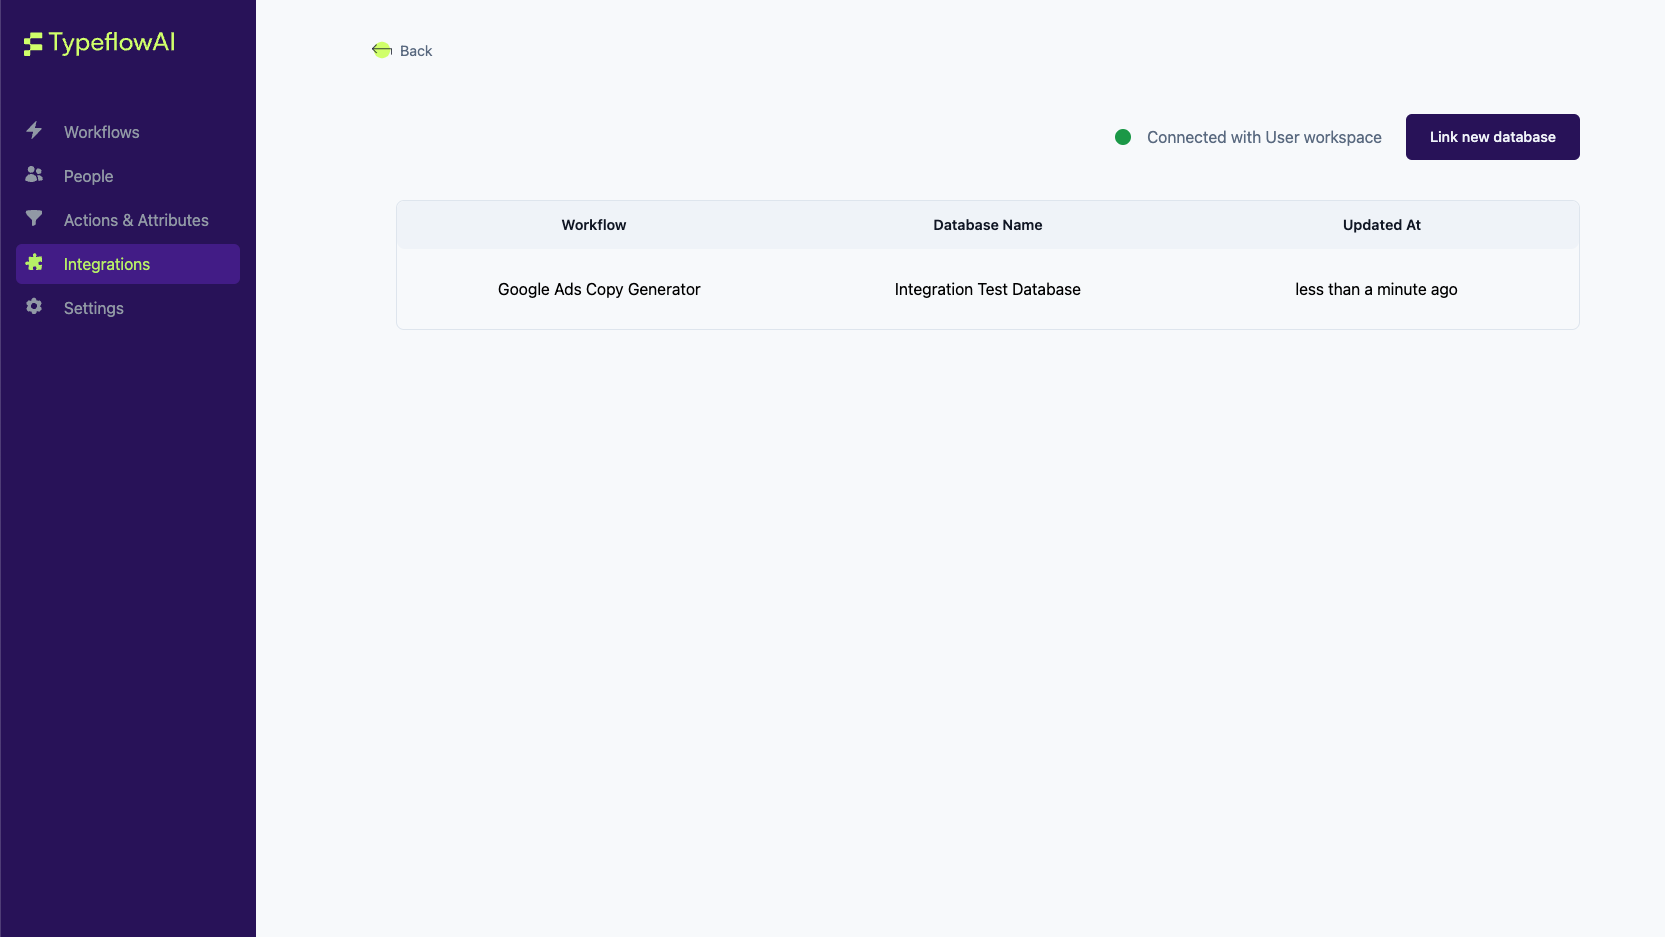 TypeflowAI
Workflows
People
Actions & Attributes
Integrations
Settings
Back
Connected with User workspace
Link new database
Workflow Database Name Updated At
Google Ads Copy Generator Integration Test Database less than a minute ago